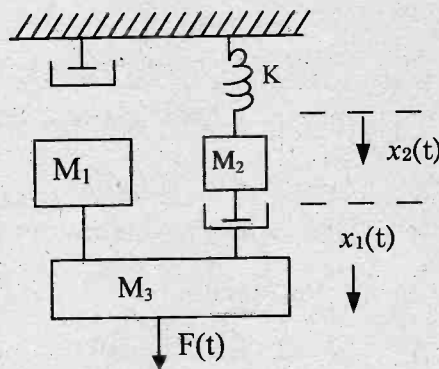 K
M₂
x₂(t)
M₁
x₁(t)
M₃
F(t)